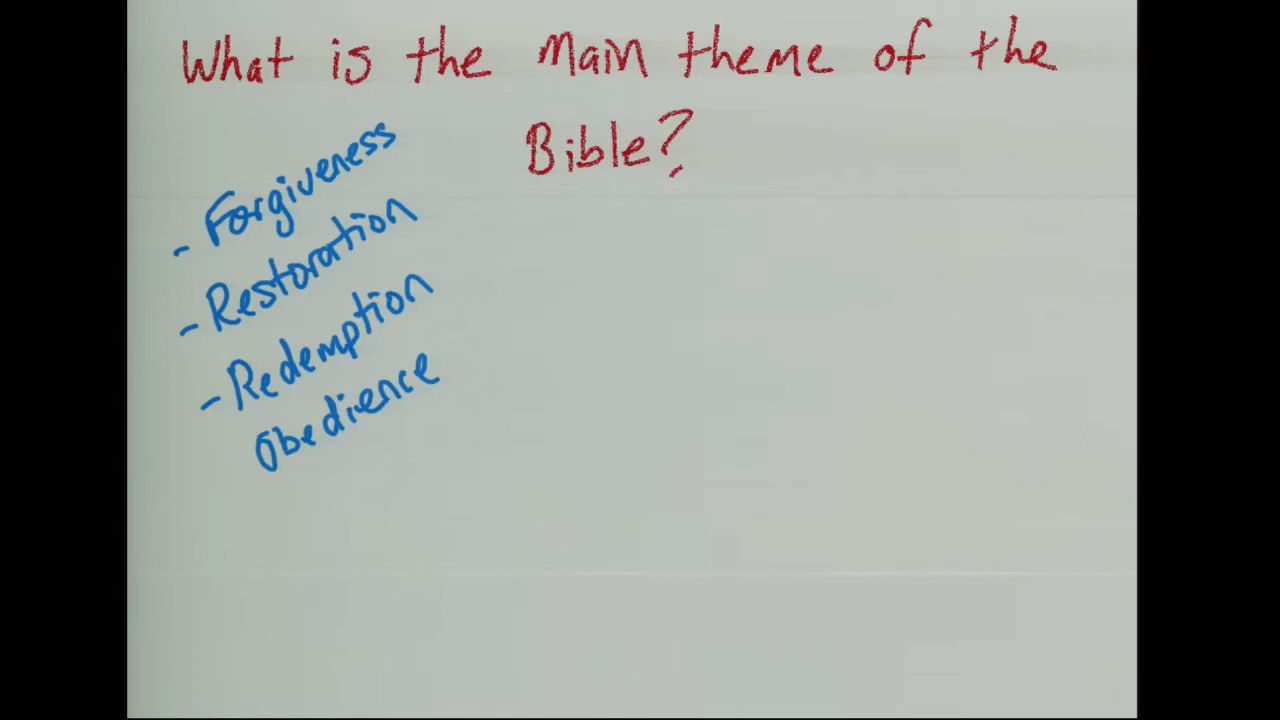 What is the main theme of the
Bible?
- Forgiveness
- Restoration
- Redemption
Obedience